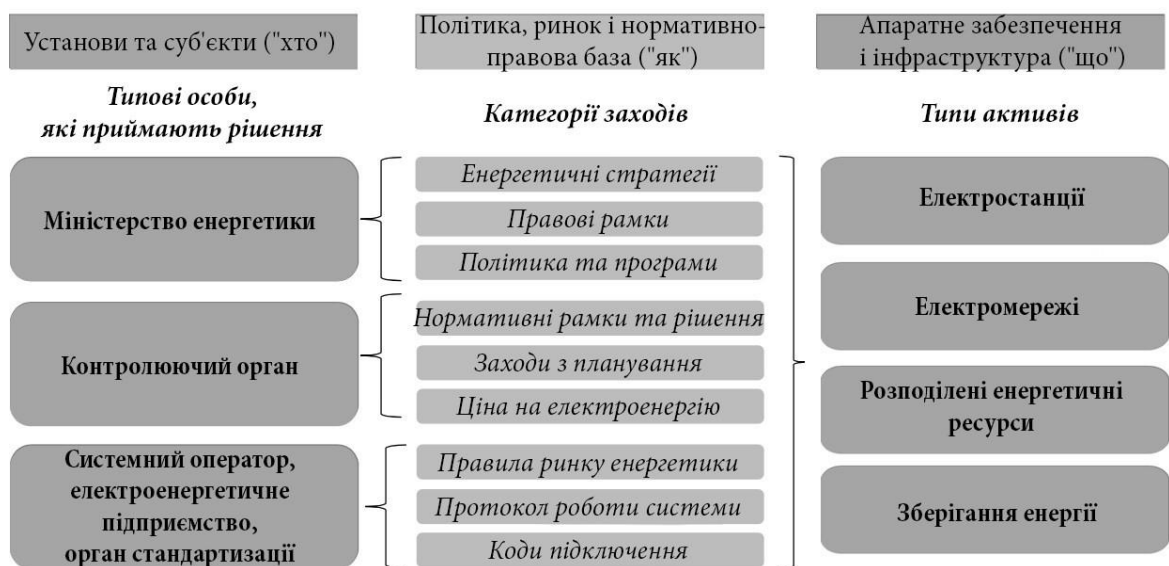 Установи та суб'єкти ("хто")
Типові особи,
які приймають рішення
Міністерство енергетики
Контролюючий орган
Системний оператор,
електроенергетичне
підприємство,
орган стандартизації
Політика, ринок і нормативно-
правова база ("як")
Категорії заходів
Енергетичні стратегії
Правові рамки
Політика та програми
Нормативні рамки та рішення
Заходи з планування
Ціна на електроенергію
Правила ринку енергетики
Протокол роботи системи
Коди підключення
Апаратне забезпечення
і інфраструктура ("що")
Типи активів
Електростанції
Електромережі
Розподілені енергетичні
ресурси
Зберігання енергії